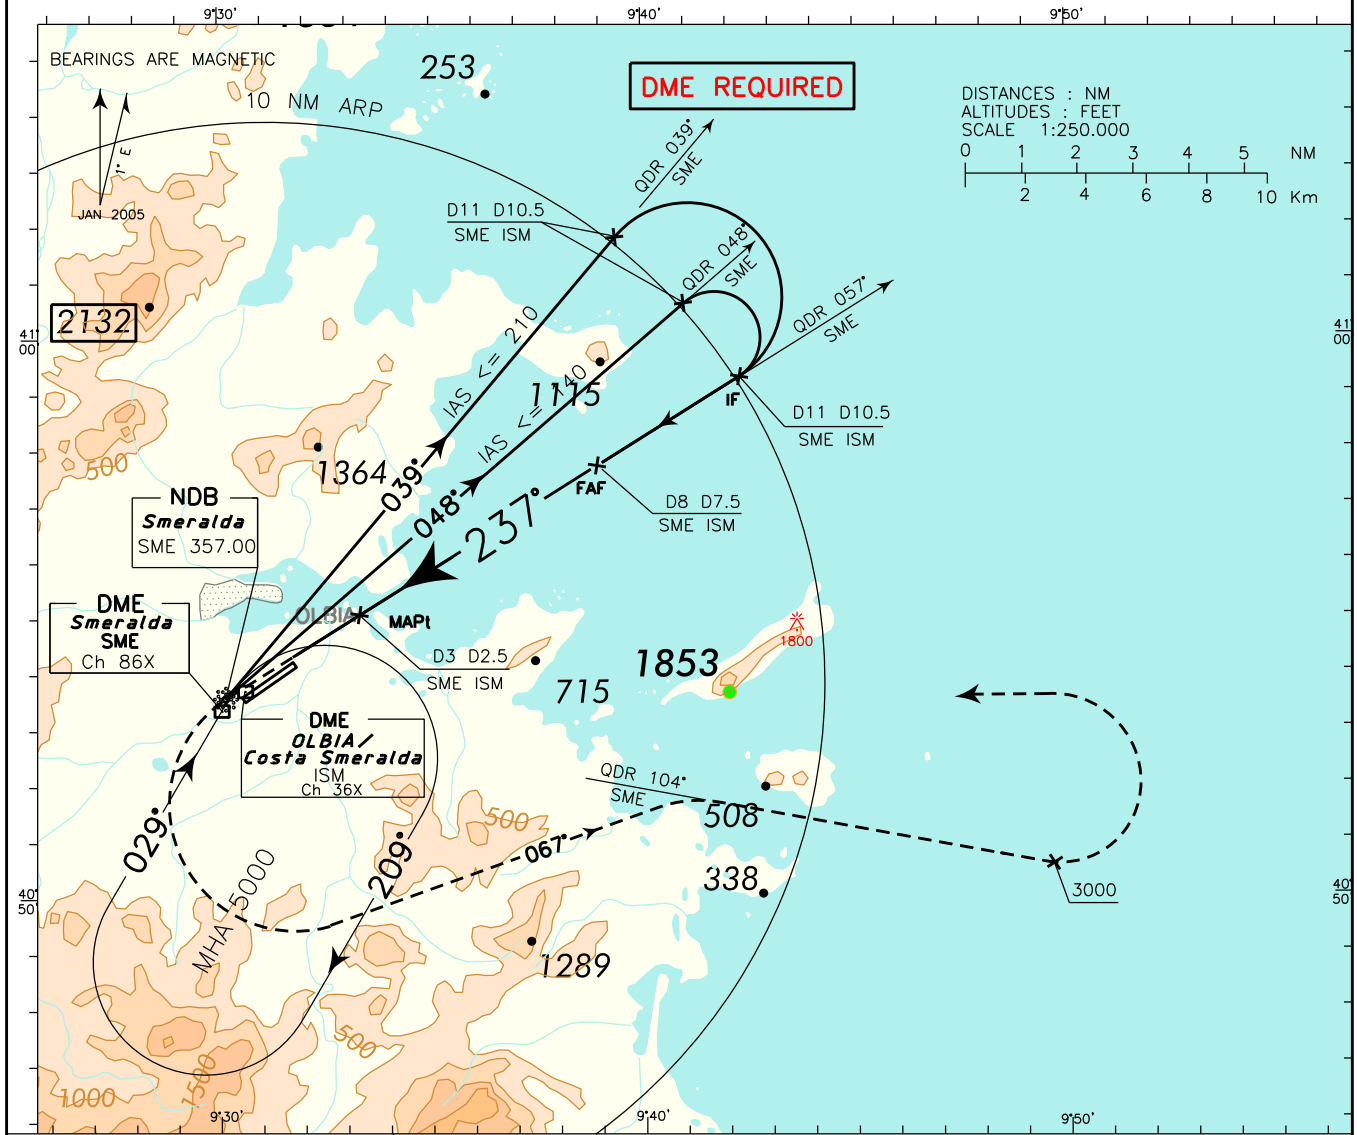 9°30'
9°40'
9°50'
BEARINGS ARE MAGNETIC
253
10 NM ARP
DME REQUIRED
DISTANCES : NM
ALTITUDES : FEET
SCALE 1:250.000
0 1 2 3 4 5 NM
2 4 6 8 10 Km
1° E
JAN 2005
QDR 039°
SME
D11 D10.5
SME ISM
QDR 048°
SME
QDR 057°
SME
2132
41°
00'
41°
00'
IAS <= 210
IAS <= 140
1115
IF
D11 D10.5
SME ISM
500
1364
039°
048°
237°
FAF
D8 D7.5
SME ISM
NDB
Smeralda
SME 357.00
DME
Smeralda
SME
Ch 86X
OLBIA
MAPt
D3 D2.5
SME ISM
1800
1853
715
DME
OLBIA/
Costa Smeralda
ISM
Ch 36X
QDR 104°
SME
508
500
029°
209°
067°
338
3000
MHA 5000
40°
50'
40°
50'
1289
500
1500
1000
9°30'
9°40'
9°50'